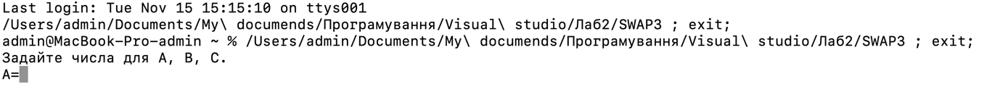 Last login: Tue Nov 15 15:15:10 on ttys001
/Users/admin/Documents/My\ documends/Програмування/Visual\ studio/Лаб2/SWAP3 ; exit;
admin@MacBook-Pro-admin ~ % /Users/admin/Documents/My\ documends/Програмування/Visual\ studio/Лаб2/SWAP3 ; exit;
Задайте числа для A, B, C.
A=